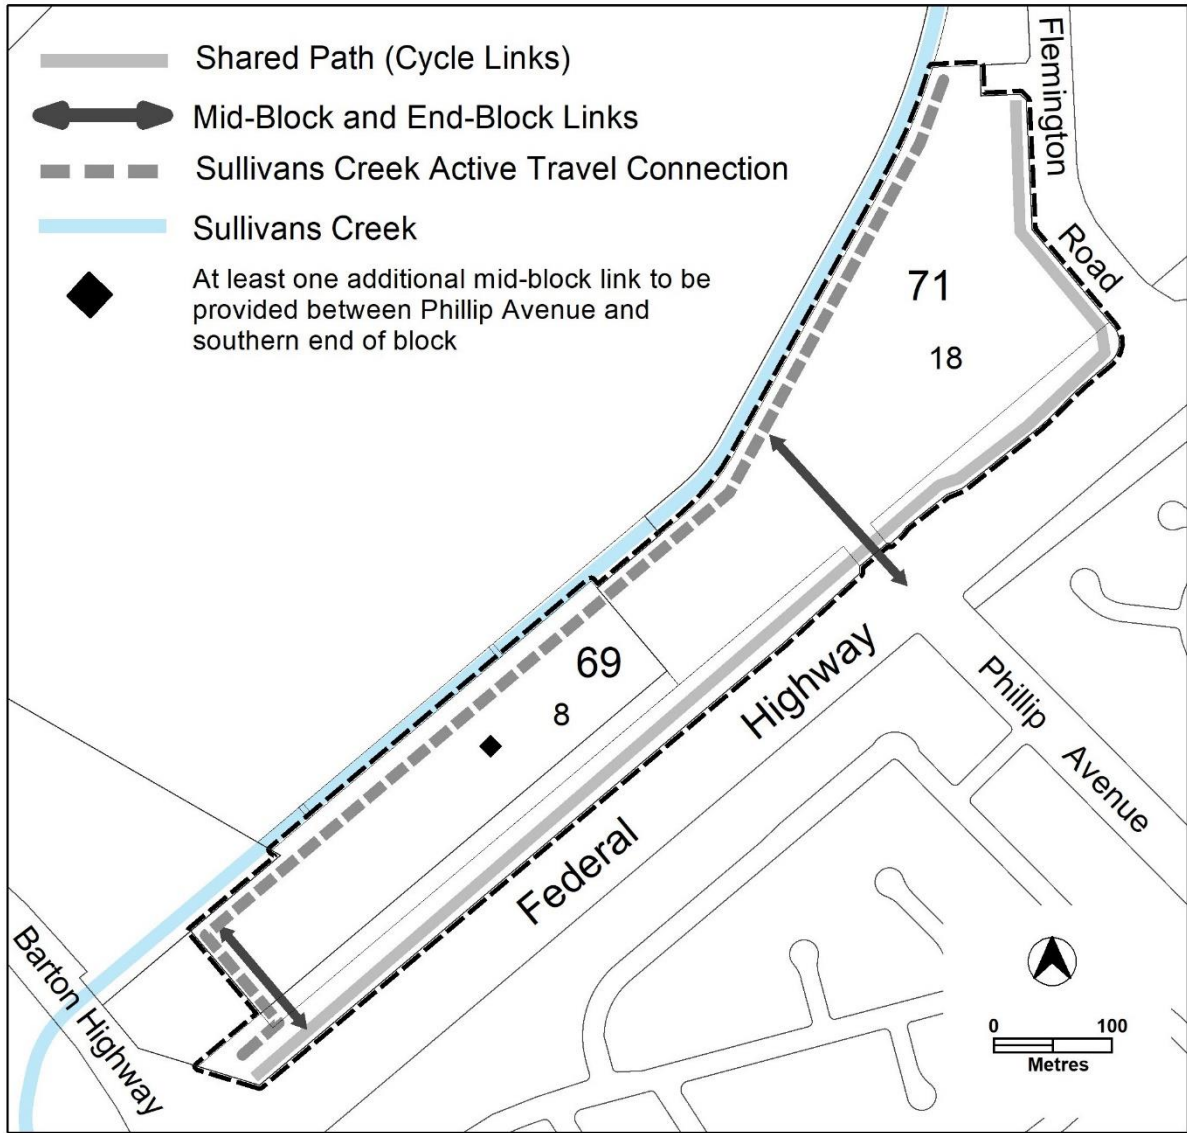 Shared Path (Cycle Links)
Mid-Block and End-Block Links
Sullivans Creek Active Travel Connection
Sullivans Creek
At least one additional mid-block link to be
provided between Phillip Avenue and
southern end of block
Flemington
Road
71
18
69
8
Federal
Highway
Phillip
Avenue
Barton Highway
0 100
Metres